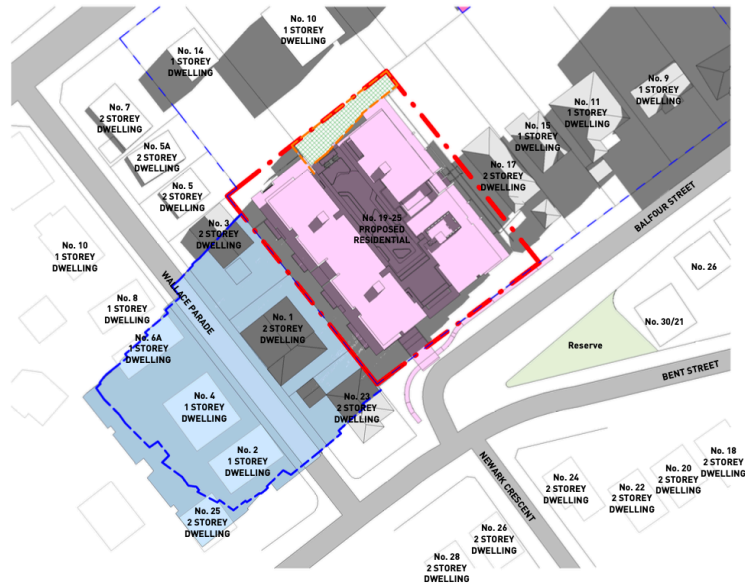 No. 10
1 STOREY
DWELLING
No. 14
1 STOREY
DWELLING
No. 9
1 STOREY
DWELLING
No. 11
1 STOREY
DWELLING
No. 7
2 STOREY
DWELLING
No. 15
1 STOREY
DWELLING
No. 5A
2 STOREY
DWELLING
No. 17
2 STOREY
DWELLING
No. 5
2 STOREY
DWELLING
No. 3
2 STOREY
DWELLING
No. 19-25
PROPOSED
RESIDENTIAL
BALFOUR STREET
No. 10
1 STOREY
DWELLING
No. 26
WALLACE PARADE
No. 8
1 STOREY
DWELLING
No. 1
2 STOREY
DWELLING
No. 30/21
No. 6A
1 STOREY
DWELLING
Reserve
BENT STREET
No. 4
1 STOREY
DWELLING
No. 23
2 STOREY
DWELLING
No. 2
1 STOREY
DWELLING
NEWARK CRESCENT
No. 18
2 STOREY
DWELLING
No. 20
2 STOREY
DWELLING
No. 24
2 STOREY
DWELLING
No. 22
2 STOREY
DWELLING
No. 25
2 STOREY
DWELLING
No. 26
2 STOREY
DWELLING
No. 28
2 STOREY
DWELLING